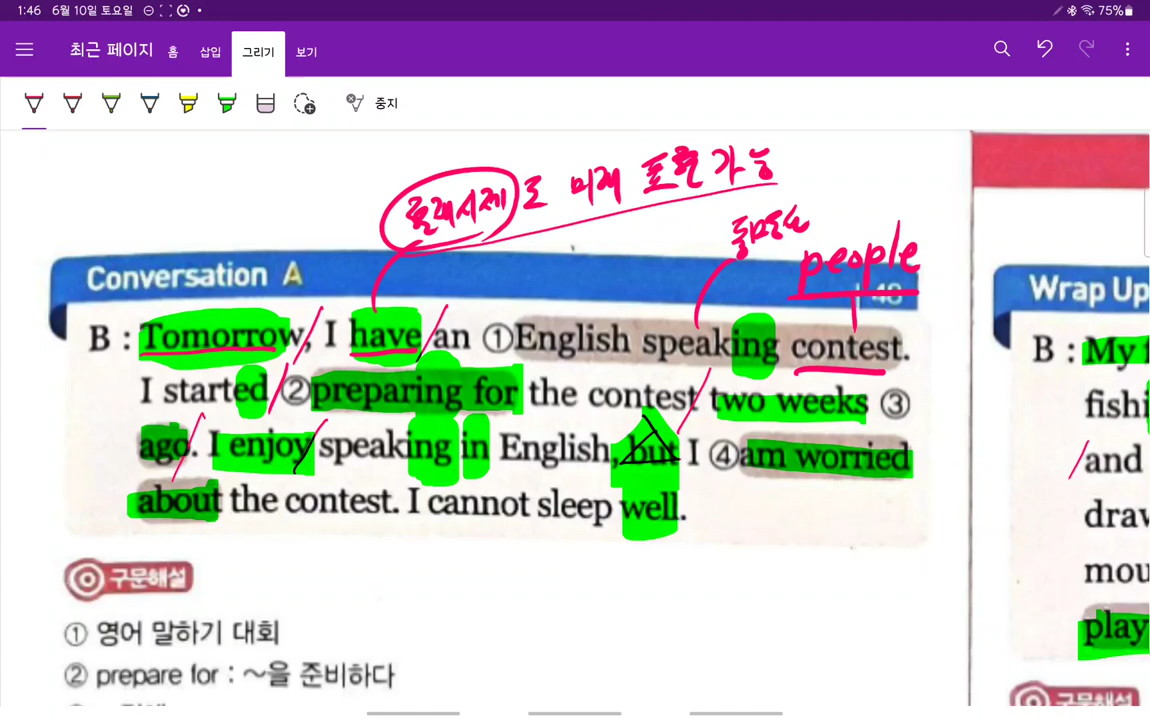 1:46 6월 10일 토요일 75%
최근 페이지 홈 삽입 그리기 보기
중지
현재시제도 미래 표현 가능
동명소
people
Conversation A 148
Wrap Up
B : Tomorrow, I have an ①English speaking contest.
I started ②preparing for the contest two weeks ③
ago. I enjoy speaking in English, but I ④am worried
about the contest. I cannot sleep well.
B : My f
fishi
and
draw
mou
play
구문해설
① 영어 말하기 대회
② prepare for : ~을 준비하다
구문해설